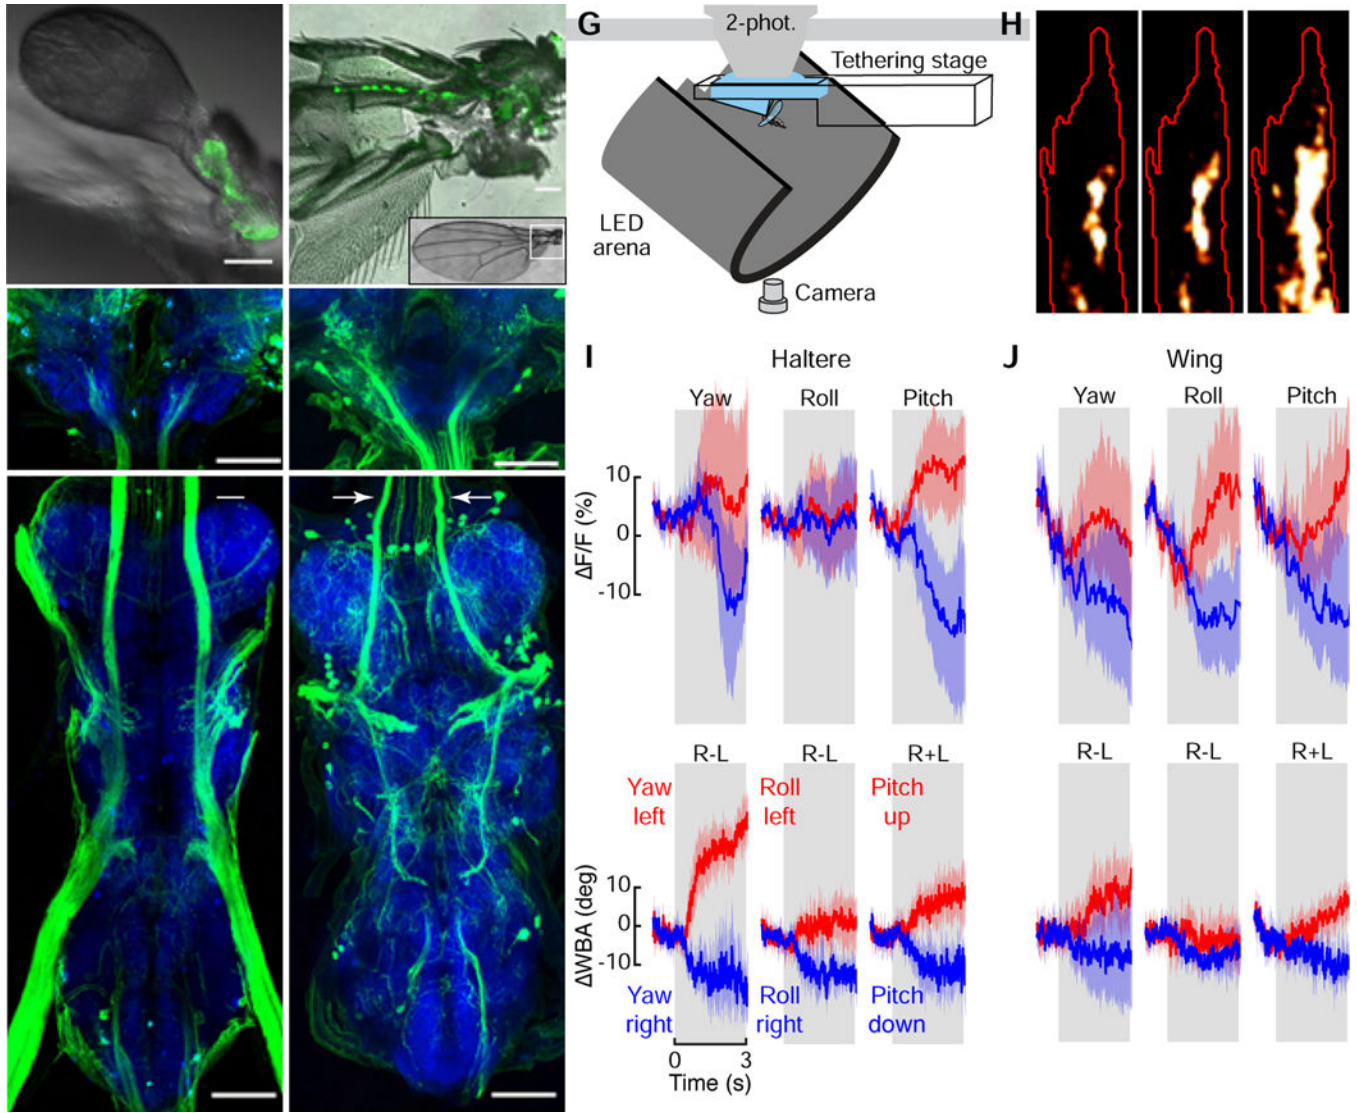 G
2-phot.
Tethering stage
LED
arena
Camera
H
I
Haltere
Yaw
Roll
Pitch
ΔF/F (%)
10
0
-10
R-L
R-L
R+L
Yaw
left
Roll
left
Pitch
up
ΔWBA (deg)
10
0
-10
Yaw
right
Roll
right
Pitch
down
0
3
Time (s)
J
Wing
Yaw
Roll
Pitch
R-L
R-L
R+L